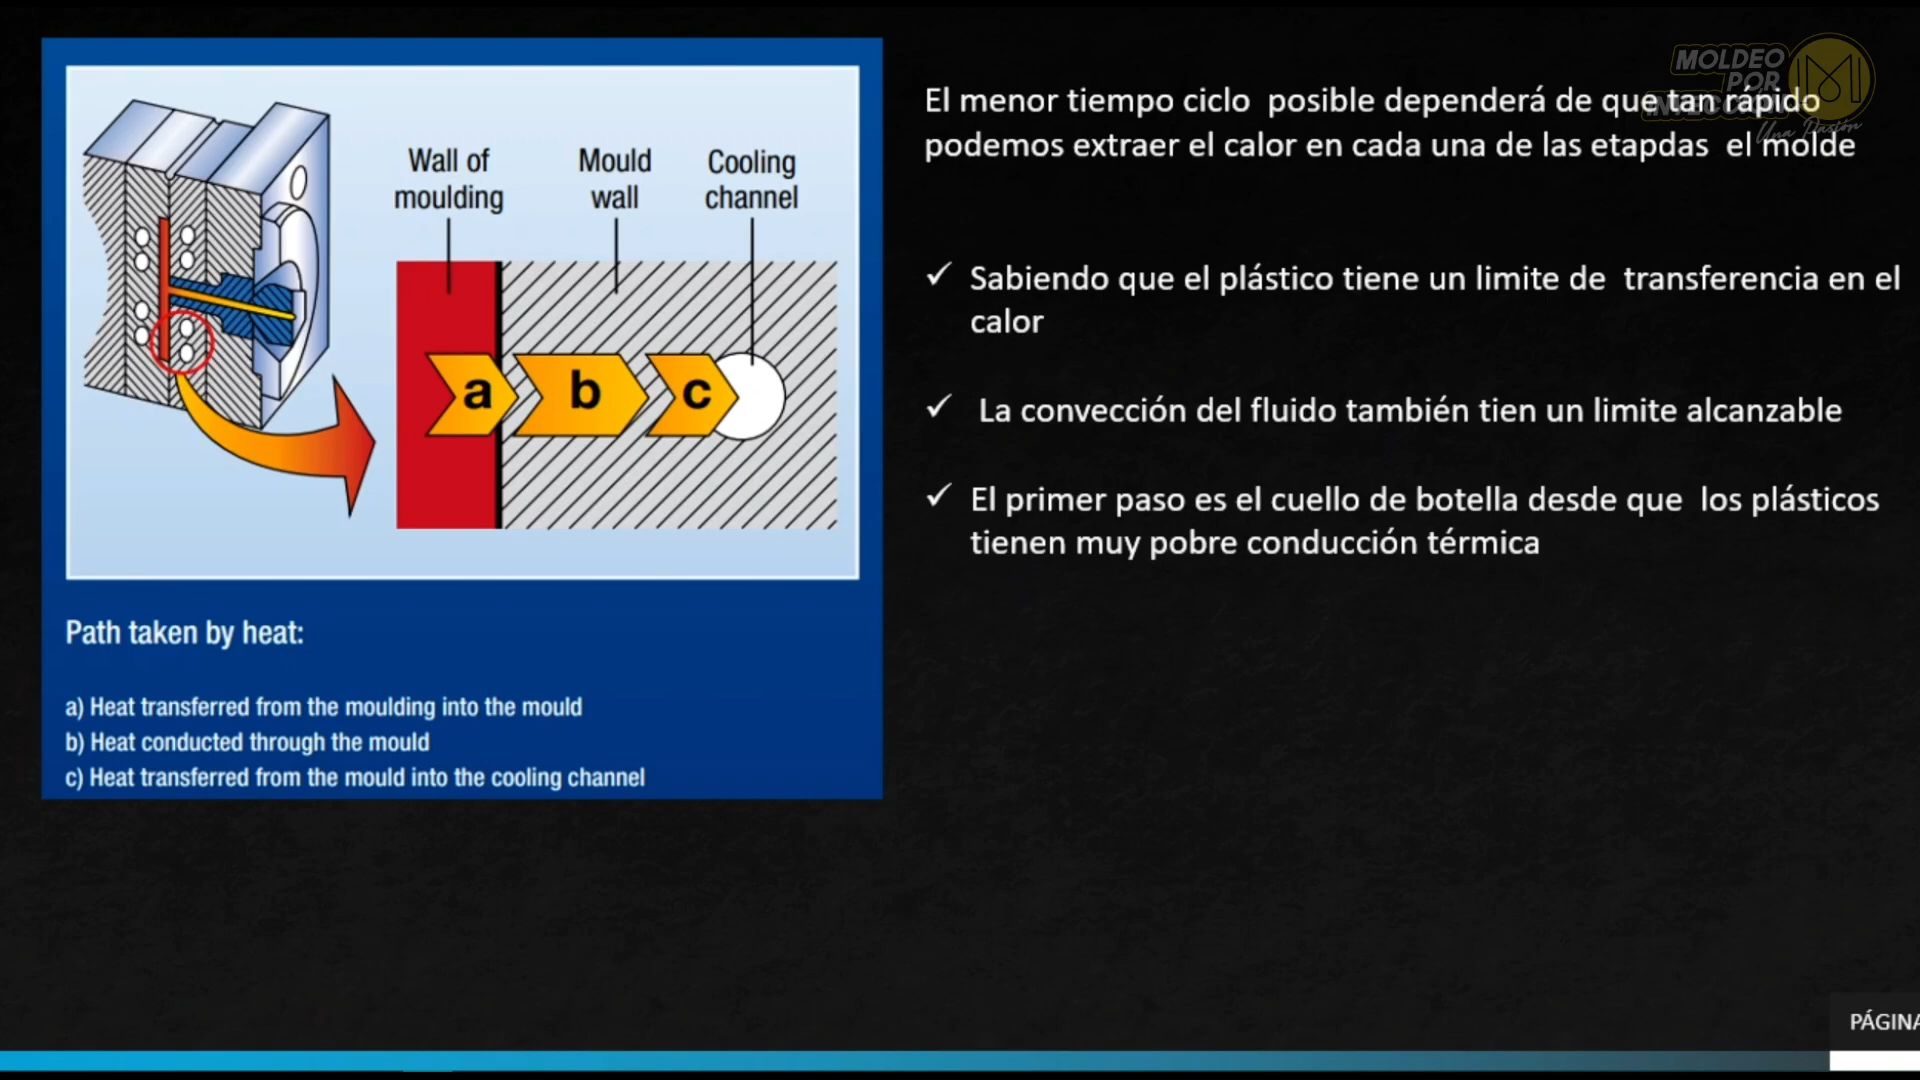 MOLDEO
POR
INYECCIÓN
Una Pasión
El menor tiempo ciclo  posible dependerá de que tan rápido
podemos extraer el calor en cada una de las etapdas  el molde
Wall of
moulding
Mould
wall
Cooling
channel
a
b
c
✓ Sabiendo que el plástico tiene un limite de  transferencia en el
calor
✓ La convección del fluido también tien un limite alcanzable
✓ El primer paso es el cuello de botella desde que  los plásticos
tienen muy pobre conducción térmica
Path taken by heat:
a) Heat transferred from the moulding into the mould
b) Heat conducted through the mould
c) Heat transferred from the mould into the cooling channel
PÁGINA